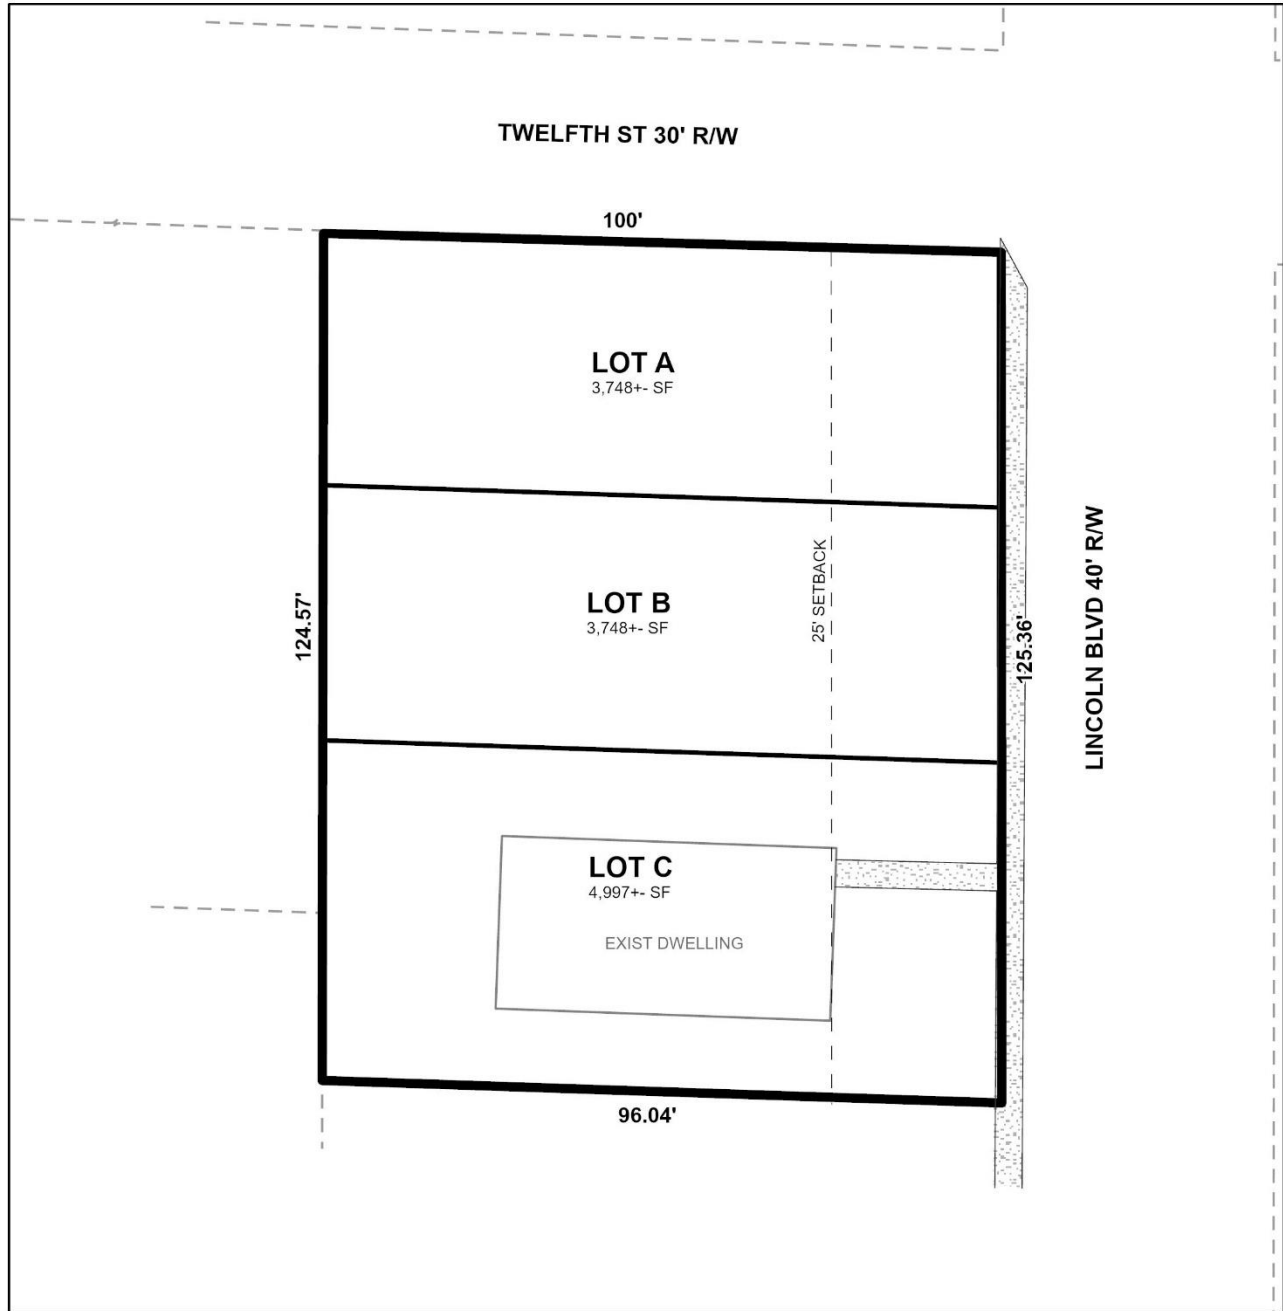 TWELFTH ST 30' R/W
100'
LOT A
3,748+- SF
LOT B
3,748+- SF
25' SETBACK
124.57'
125.36'
LINCOLN BLVD 40' R/W
LOT C
4,997+- SF
EXIST DWELLING
96.04'